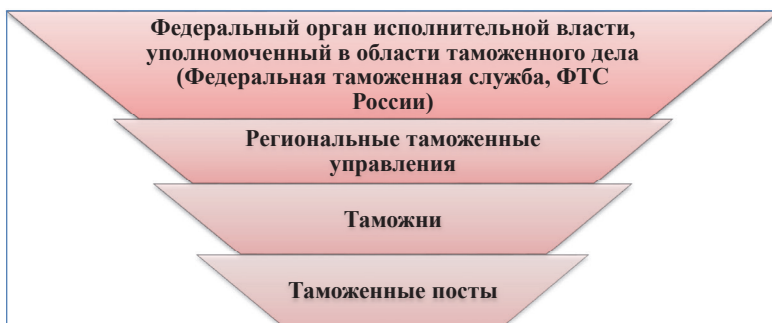 Федеральный орган исполнительной власти,
уполномоченный в области таможенного дела
(Федеральная таможенная служба, ФТС
России)
Региональные таможенные
управления
Таможни
Таможенные посты